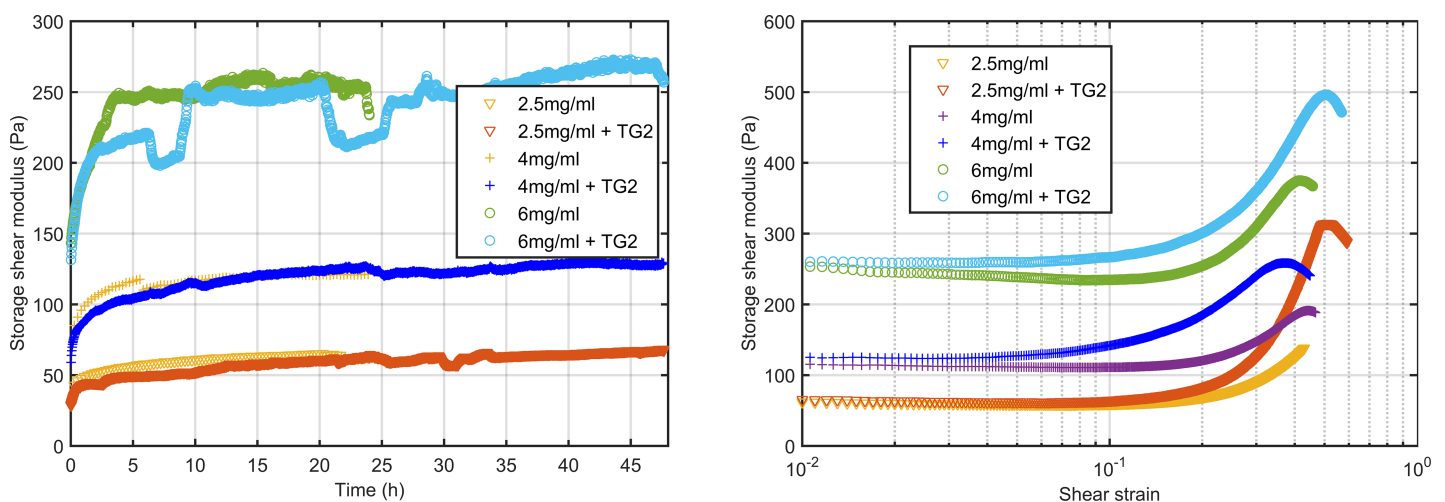 Storage shear modulus (Pa)
300
250
200
150
100
50
0
0 5 10 15 20 25 30 35 40 45
Time (h)
2.5mg/ml
2.5mg/ml + TG2
4mg/ml
4mg/ml + TG2
6mg/ml
6mg/ml + TG2
Storage shear modulus (Pa)
600
500
400
300
200
100
0
10⁻² 10⁻¹ 10⁰
Shear strain
2.5mg/ml
2.5mg/ml + TG2
4mg/ml
4mg/ml + TG2
6mg/ml
6mg/ml + TG2